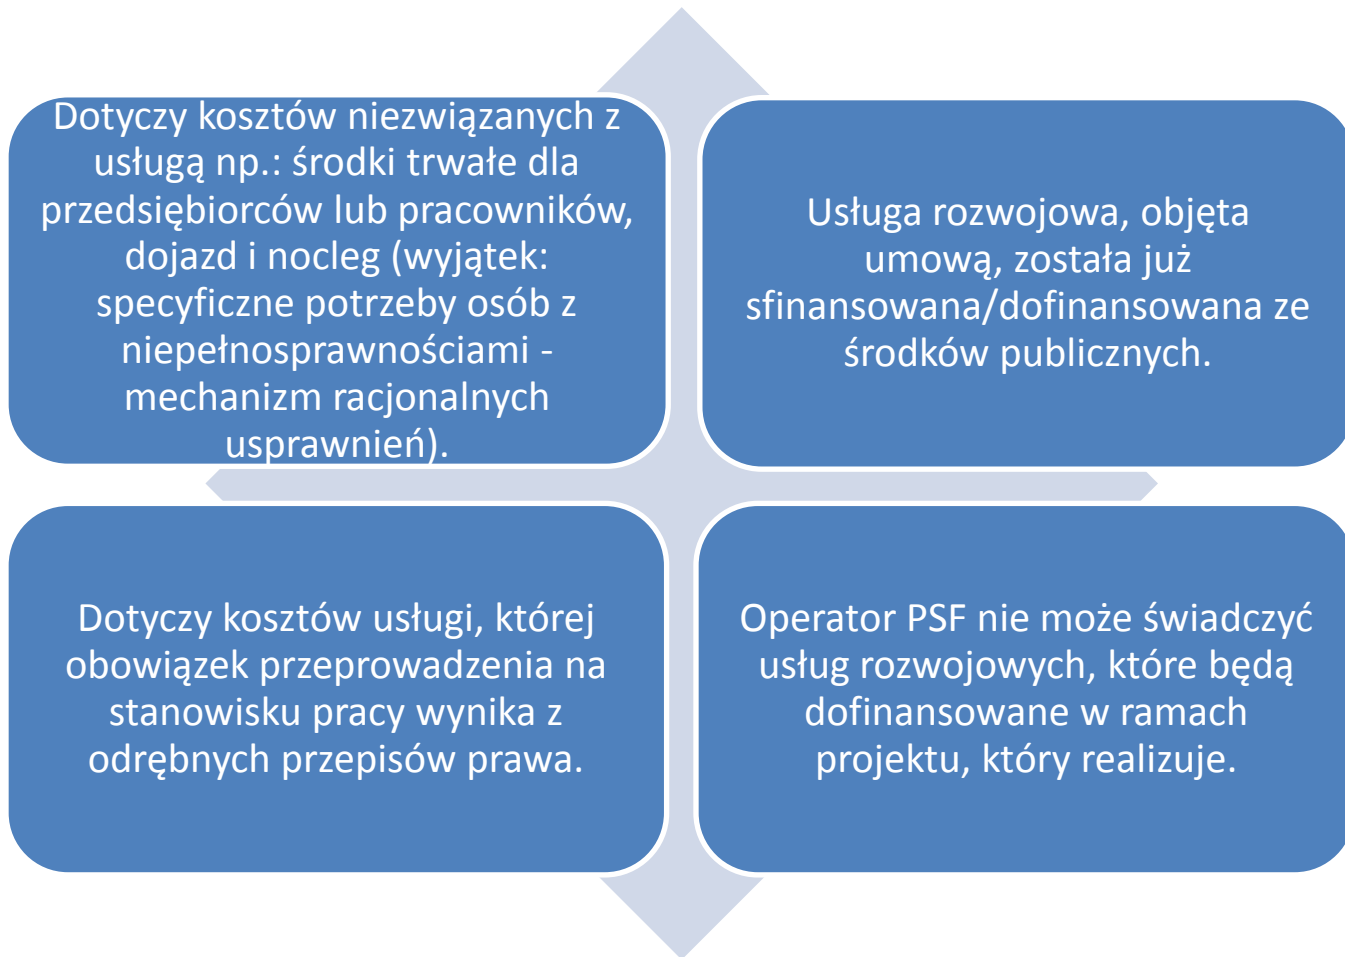 Dotyczy kosztów niezwiązanych z
usługą np.: środki trwałe dla
przedsiębiorców lub pracowników,
dojazd i nocleg (wyjątek:
specyficzne potrzeby osób z
niepełnosprawnościami -
mechanizm racjonalnych
usprawnień).
Usługa rozwojowa, objęta
umową, została już
sfinansowana/dofinansowana ze
środków publicznych.
Dotyczy kosztów usługi, której
obowiązek przeprowadzenia na
stanowisku pracy wynika z
odrębnych przepisów prawa.
Operator PSF nie może świadczyć
usług rozwojowych, które będą
dofinansowane w ramach
projektu, który realizuje.